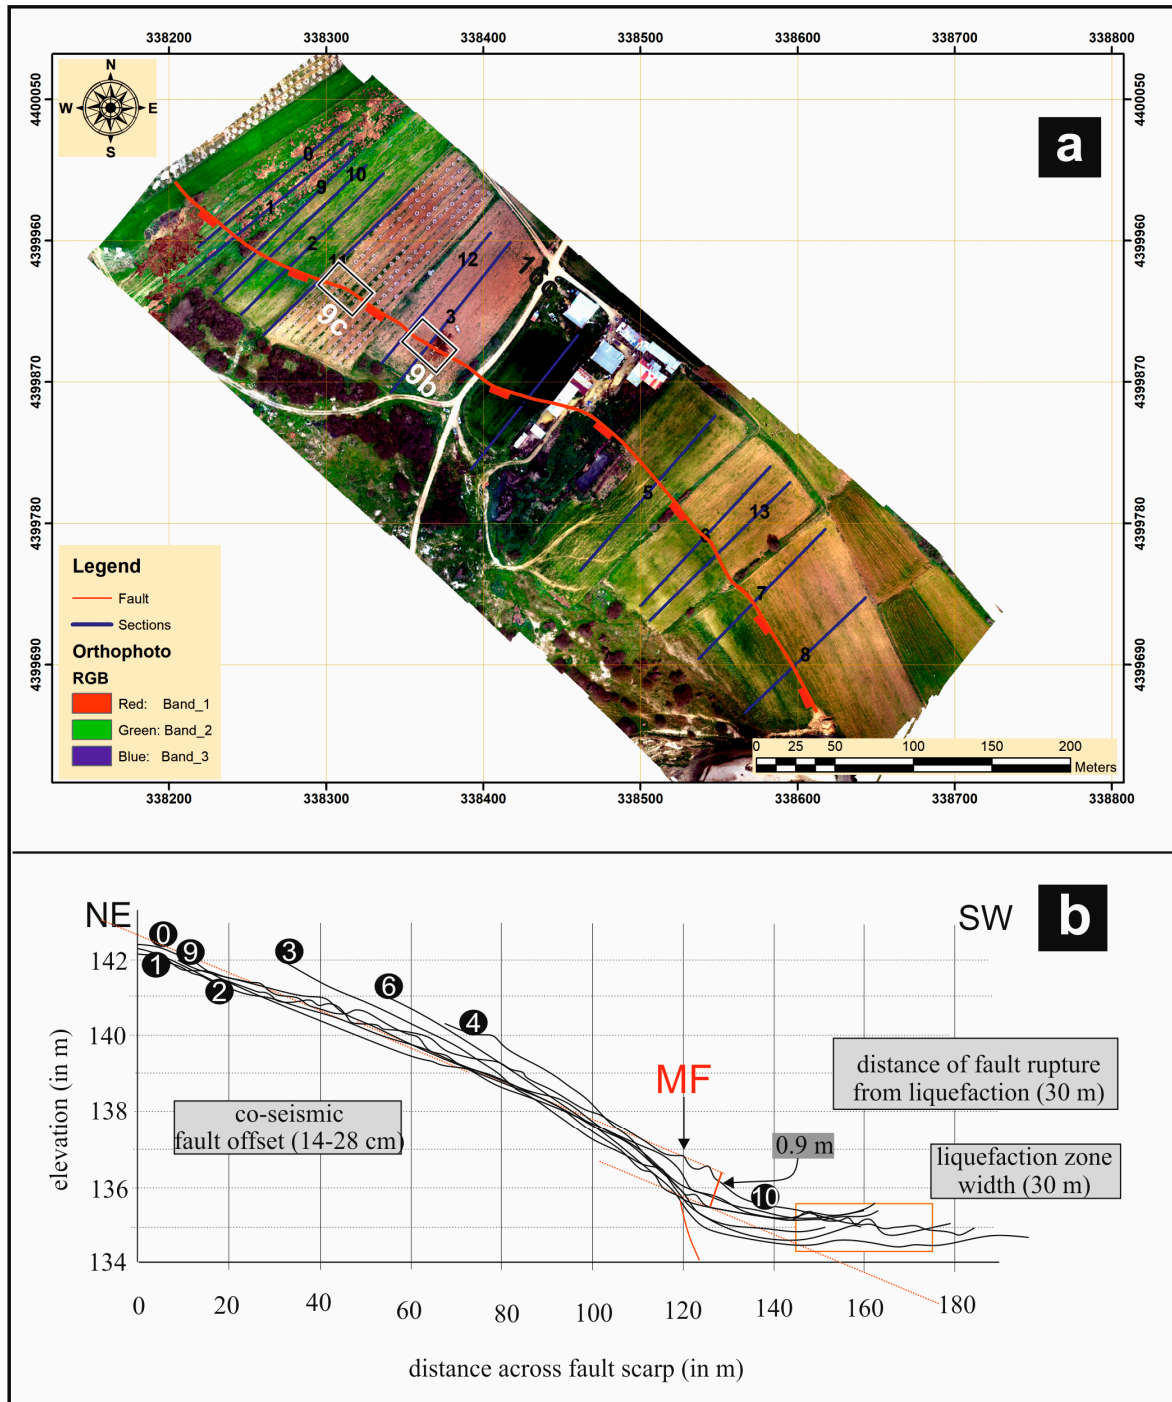 338200 338300 338400 338500 338600 338700 338800
4400050 4400050
N
W E
S
a
0
9 10
1
2
11
12
3
4399960 4399960
9c
9b
4399870 4399870
5
13
4399780 4399780
7
8
4399690 4399690
Legend
Fault
Sections
Orthophoto
RGB
Red: Band_1
Green: Band_2
Blue: Band_3
0 25 50 100 150 200
Meters
338200 338300 338400 338500 338600 338700 338800
NE
SW
b
0
9
1
2
3
6
4
10
142
140
138
136
134
elevation (in m)
MF
0.9 m
co-seismic
fault offset (14-28 cm)
distance of fault rupture
from liquefaction (30 m)
liquefaction zone
width (30 m)
0 20 40 60 80 100 120 140 160 180
distance across fault scarp (in m)